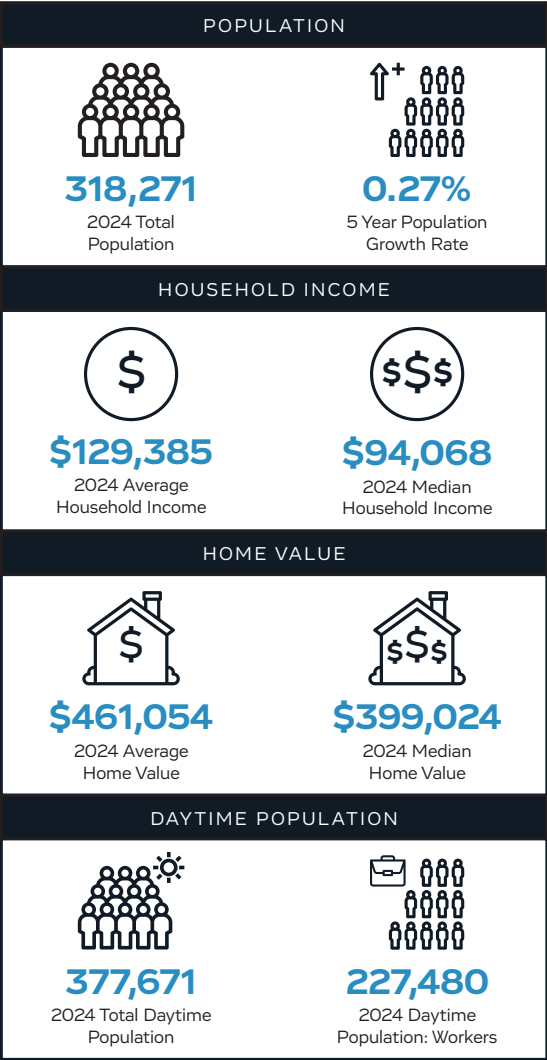 POPULATION
318,271
2024 Total
Population
0.27%
5 Year Population
Growth Rate
HOUSEHOLD INCOME
$
$129,385
2024 Average
Household Income
$$$
$94,068
2024 Median
Household Income
HOME VALUE
$
$461,054
2024 Average
Home Value
$$$
$399,024
2024 Median
Home Value
DAYTIME POPULATION
377,671
2024 Total Daytime
Population
227,480
2024 Daytime
Population: Workers